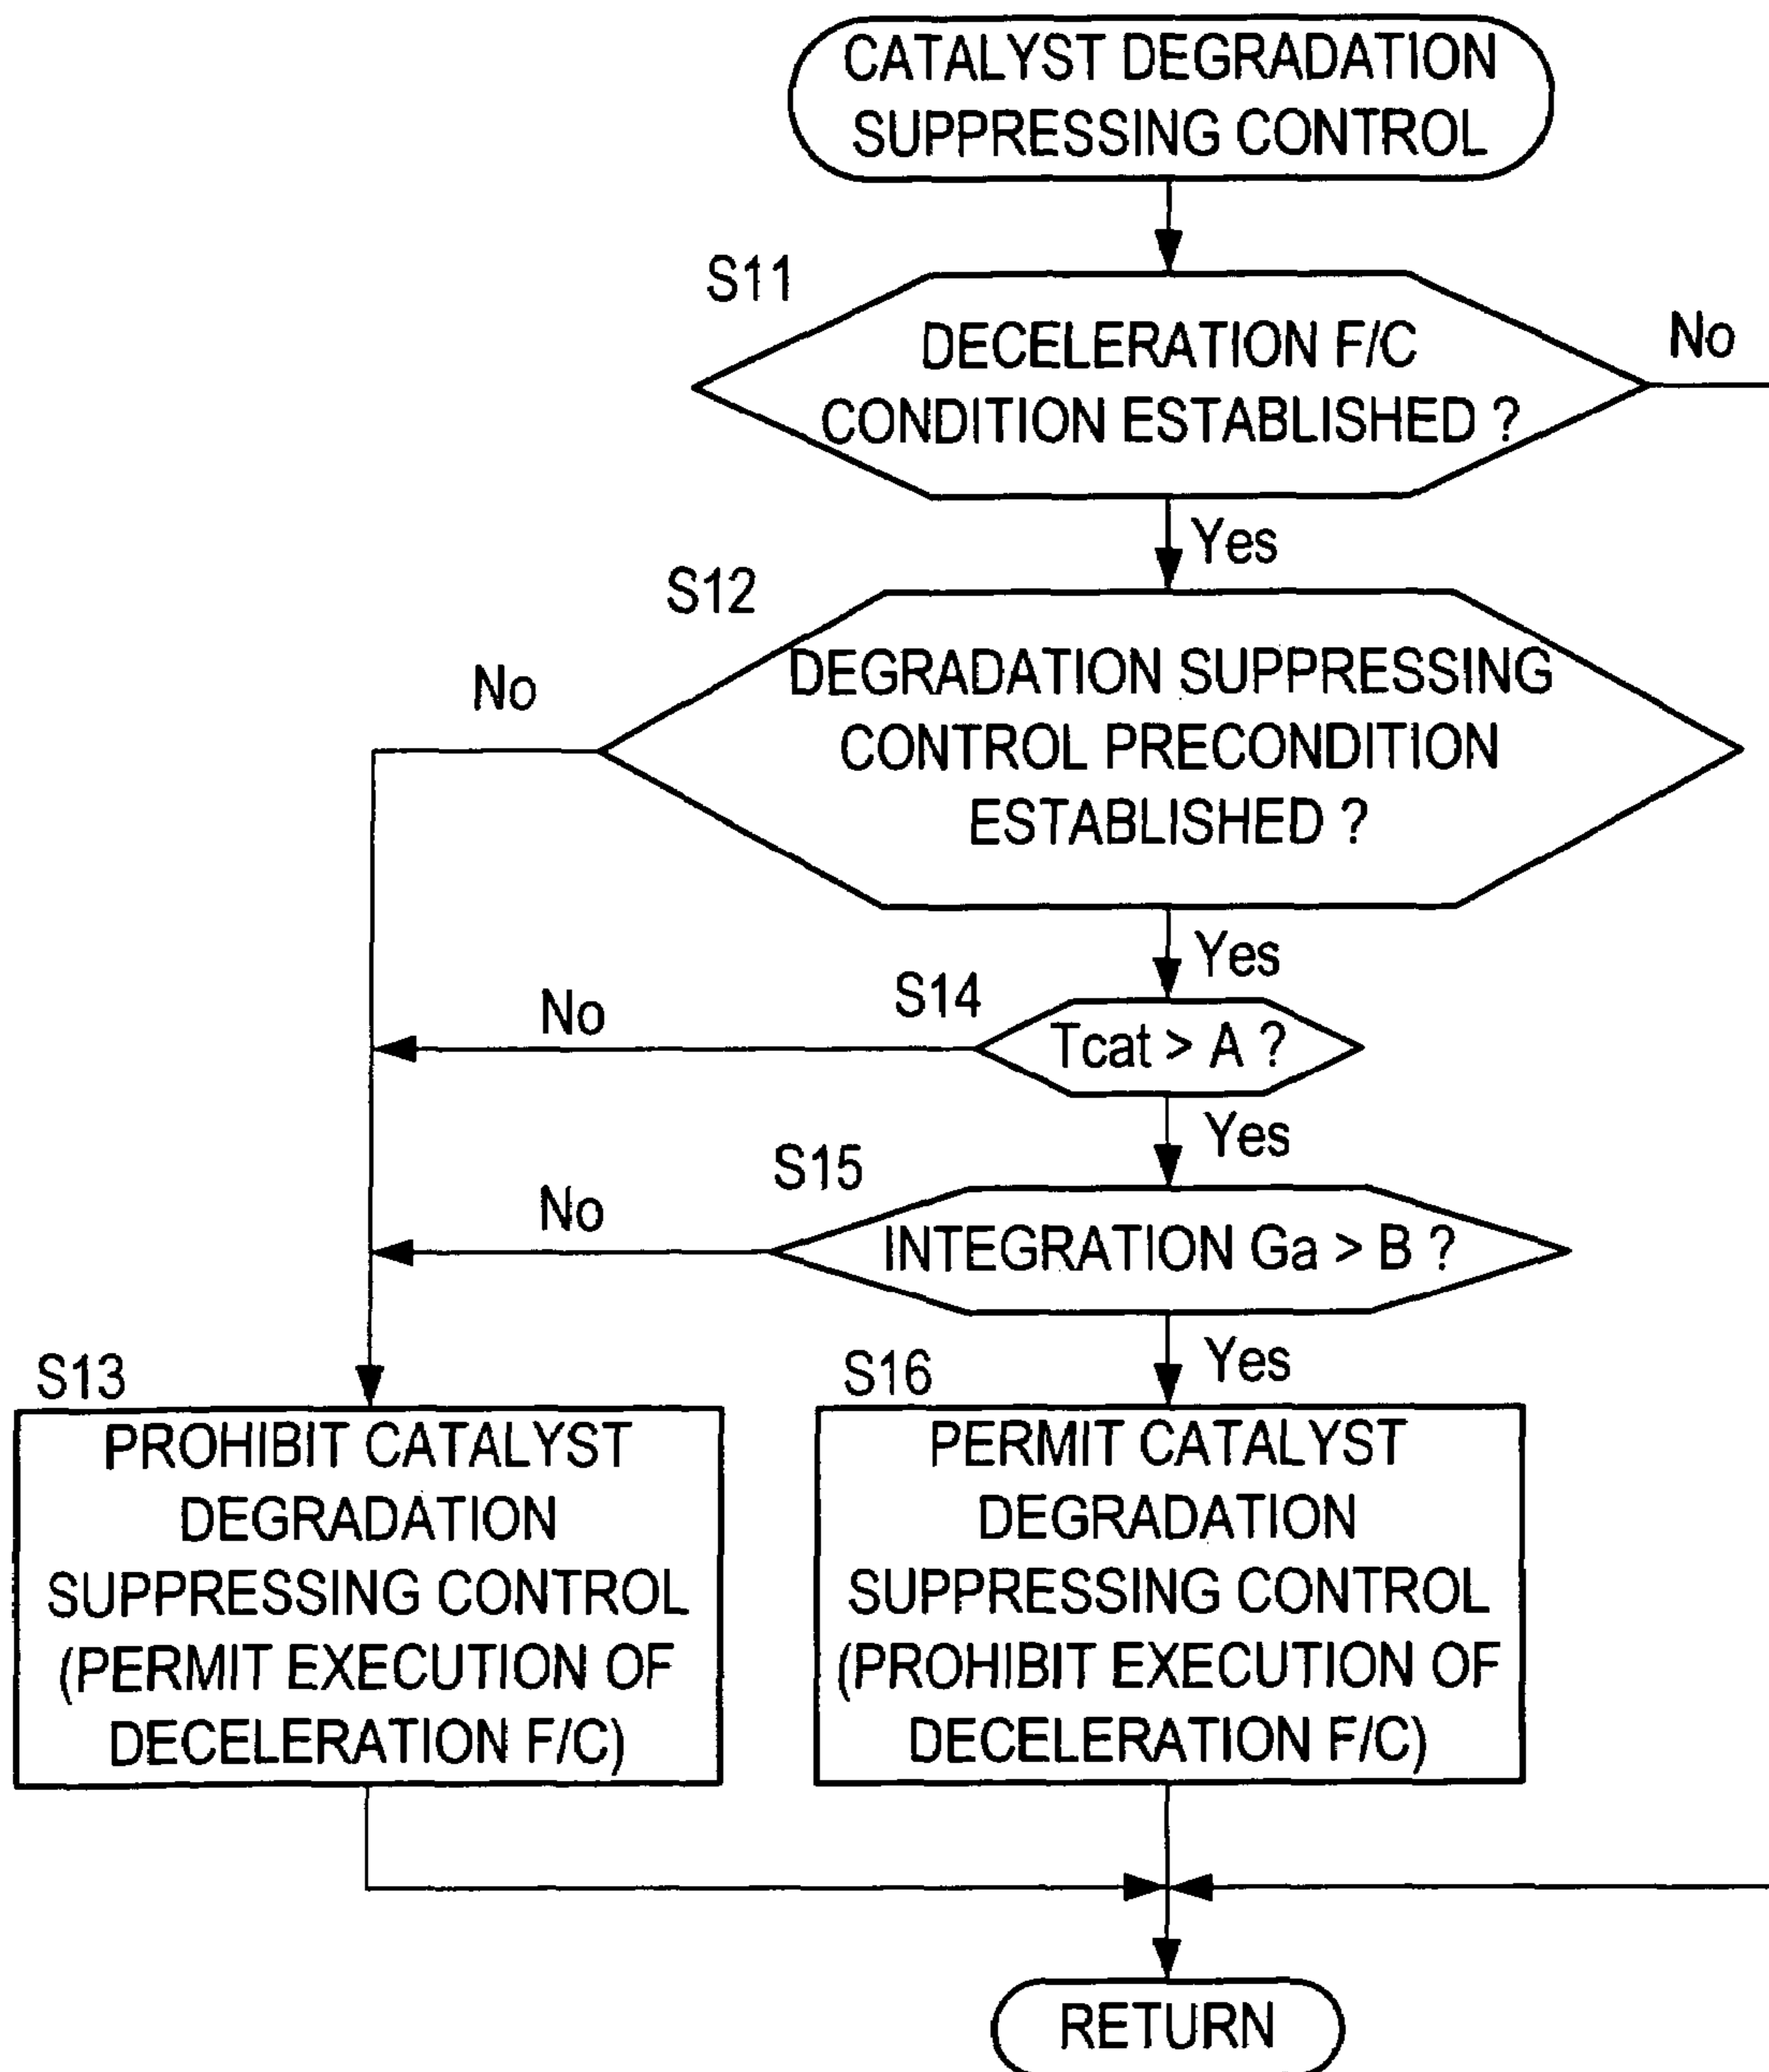 CATALYST DEGRADATION
SUPPRESSING CONTROL
S11
DECELERATION F/C
CONDITION ESTABLISHED ?
No
Yes
S12
DEGRADATION SUPPRESSING
CONTROL PRECONDITION
ESTABLISHED ?
No
Yes
S14
Tcat > A ?
No
Yes
S15
INTEGRATION Ga > B ?
No
Yes
S13
PROHIBIT CATALYST
DEGRADATION
SUPPRESSING CONTROL
(PERMIT EXECUTION OF
DECELERATION F/C)
S16
PERMIT CATALYST
DEGRADATION
SUPPRESSING CONTROL
(PROHIBIT EXECUTION OF
DECELERATION F/C)
RETURN